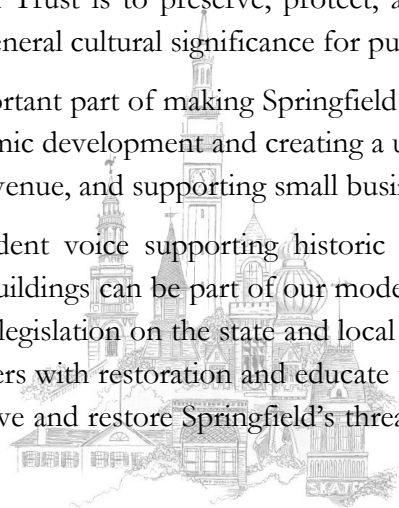 Trust is to preserve, protect, a
eneral cultural significance for pu
ortant part of making Springfield
mic development and creating a u
venue, and supporting small busi
dent voice supporting historic
uildings can be part of our mode
legislation on the state and local
ers with restoration and educate
ve and restore Springfield's threa
SKATE